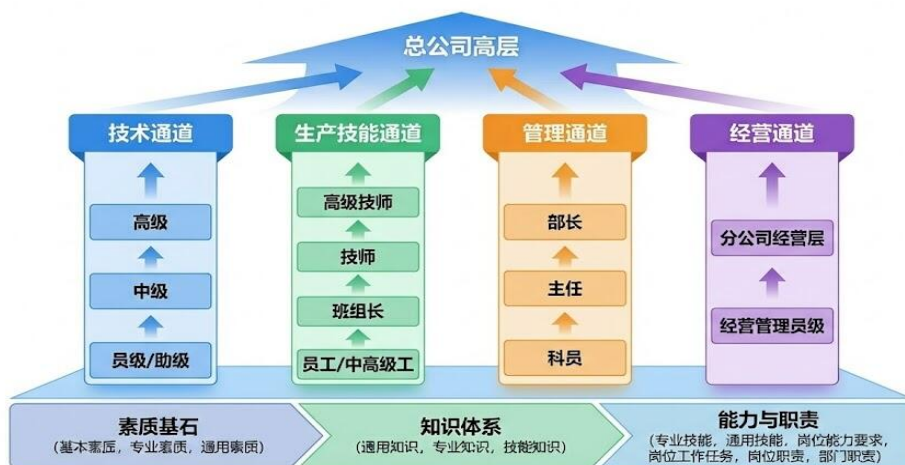 总公司高层
技术通道
高级
中级
员级/助级
生产技能通道
高级技师
技师
班组长
员工/中高级工
管理通道
部长
主任
科员
经营通道
分公司经营层
经营管理员级
素质基石
(基本素质，专业素质，通用素质)
知识体系
(通用知识，专业知识，技能知识)
能力与职责
(专业技能，通用技能，岗位能力要求，
岗位工作任务，岗位职责，部门职责)